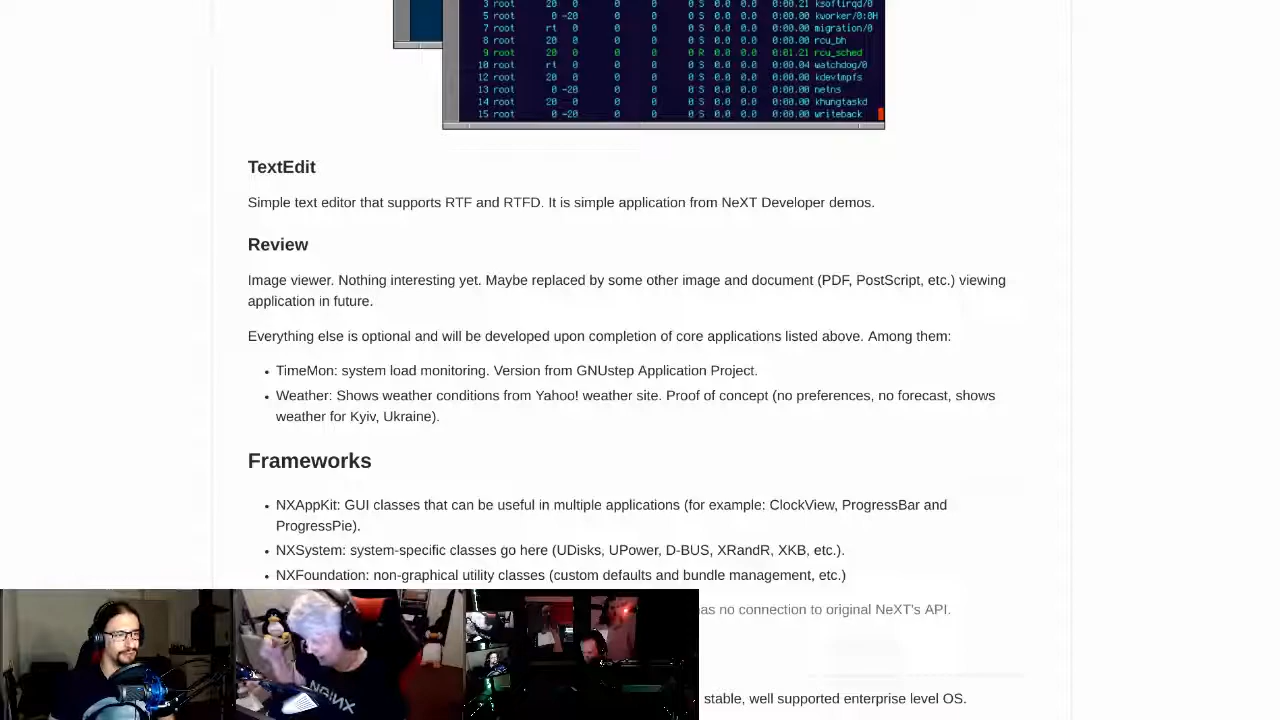 3 root 20 0 0 0 0 S 0.0 0.0 0:00.21 ksoftirqd/0
5 root 0 -20 0 0 0 S 0.0 0.0 0:00.00 kworker/0:0H
7 root rt 0 0 0 0 S 0.0 0.0 0:00.00 migration/0
8 root 20 0 0 0 0 S 0.0 0.0 0:00.00 rcu_bh
9 root 20 0 0 0 0 R 0.0 0.0 0:01.21 rcu_sched
10 root rt 0 0 0 0 S 0.0 0.0 0:00.04 watchdog/0
12 root 20 0 0 0 0 S 0.0 0.0 0:00.00 kdevtmpfs
13 root 0 -20 0 0 0 S 0.0 0.0 0:00.00 netns
14 root 20 0 0 0 0 S 0.0 0.0 0:00.00 khungtaskd
15 root 0 -20 0 0 0 S 0.0 0.0 0:00.00 writeback
TextEdit
Simple text editor that supports RTF and RTFD. It is simple application from NeXT Developer demos.
Review
Image viewer. Nothing interesting yet. Maybe replaced by some other image and document (PDF, PostScript, etc.) viewing
application in future.
Everything else is optional and will be developed upon completion of core applications listed above. Among them:
• TimeMon: system load monitoring. Version from GNUstep Application Project.
• Weather: Shows weather conditions from Yahoo! weather site. Proof of concept (no preferences, no forecast, shows
weather for Kyiv, Ukraine).
Frameworks
• NXAppKit: GUI classes that can be useful in multiple applications (for example: ClockView, ProgressBar and
ProgressPie).
• NXSystem: system-specific classes go here (UDisks, UPower, D-BUS, XRandR, XKB, etc.).
• NXFoundation: non-graphical utility classes (custom defaults and bundle management, etc.)
has no connection to original NeXT's API.
stable, well supported enterprise level OS.
NGINX